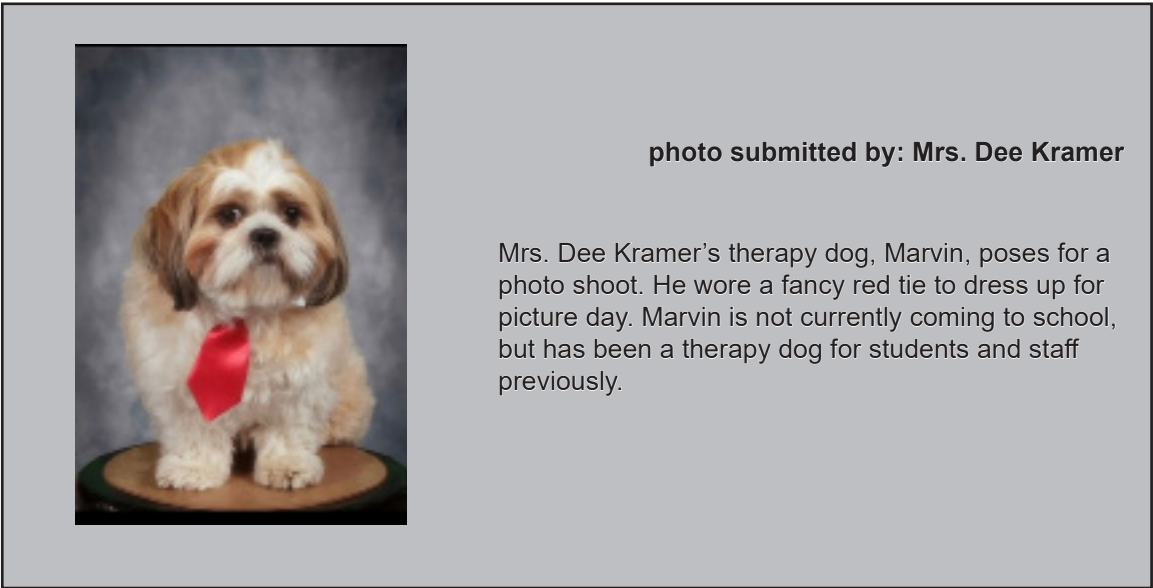 photo submitted by: Mrs. Dee Kramer
Mrs. Dee Kramer’s therapy dog, Marvin, poses for a
photo shoot. He wore a fancy red tie to dress up for
picture day. Marvin is not currently coming to school,
but has been a therapy dog for students and staff
previously.